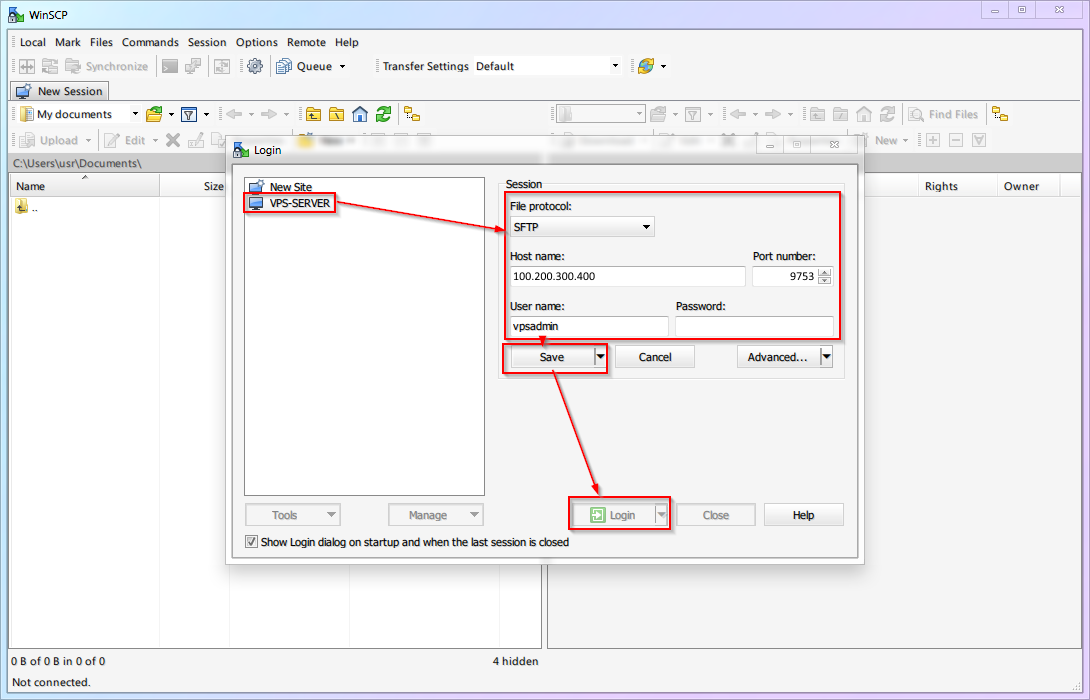 WinSCP
Local Mark Files Commands Session Options Remote Help
Synchronize Queue Transfer Settings Default
New Session
My documents Find Files
Upload Edit New
C:\Users\usr\Documents\
Name Size Rights Owner
..
Login
New Site
VPS-SERVER
Session
File protocol:
SFTP
Host name: Port number:
100.200.300.400 9753
User name: Password:
vpsadmin
Save Cancel Advanced...
Tools Manage Login Close Help
Show Login dialog on startup and when the last session is closed
0 B of 0 B in 0 of 0 4 hidden
Not connected.